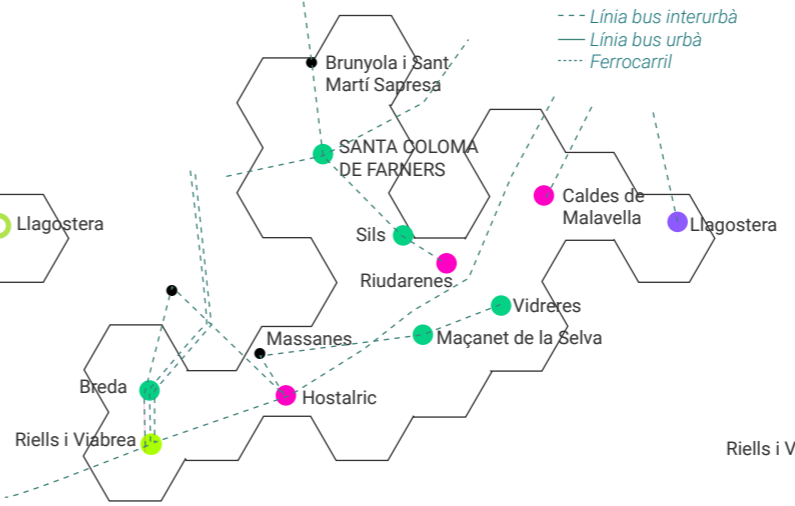 Línia bus interurbà
Línia bus urbà
Ferrocarril
Brunyola i Sant
Martí Sapresa
SANTA COLOMA
DE FARNERS
Caldes de
Malavella
Llagostera
Llagostera
Sils
Riudarenes
Vidreres
Massanes
Maçanet de la Selva
Breda
Hostalric
Riells i Viabrea
Riells i V